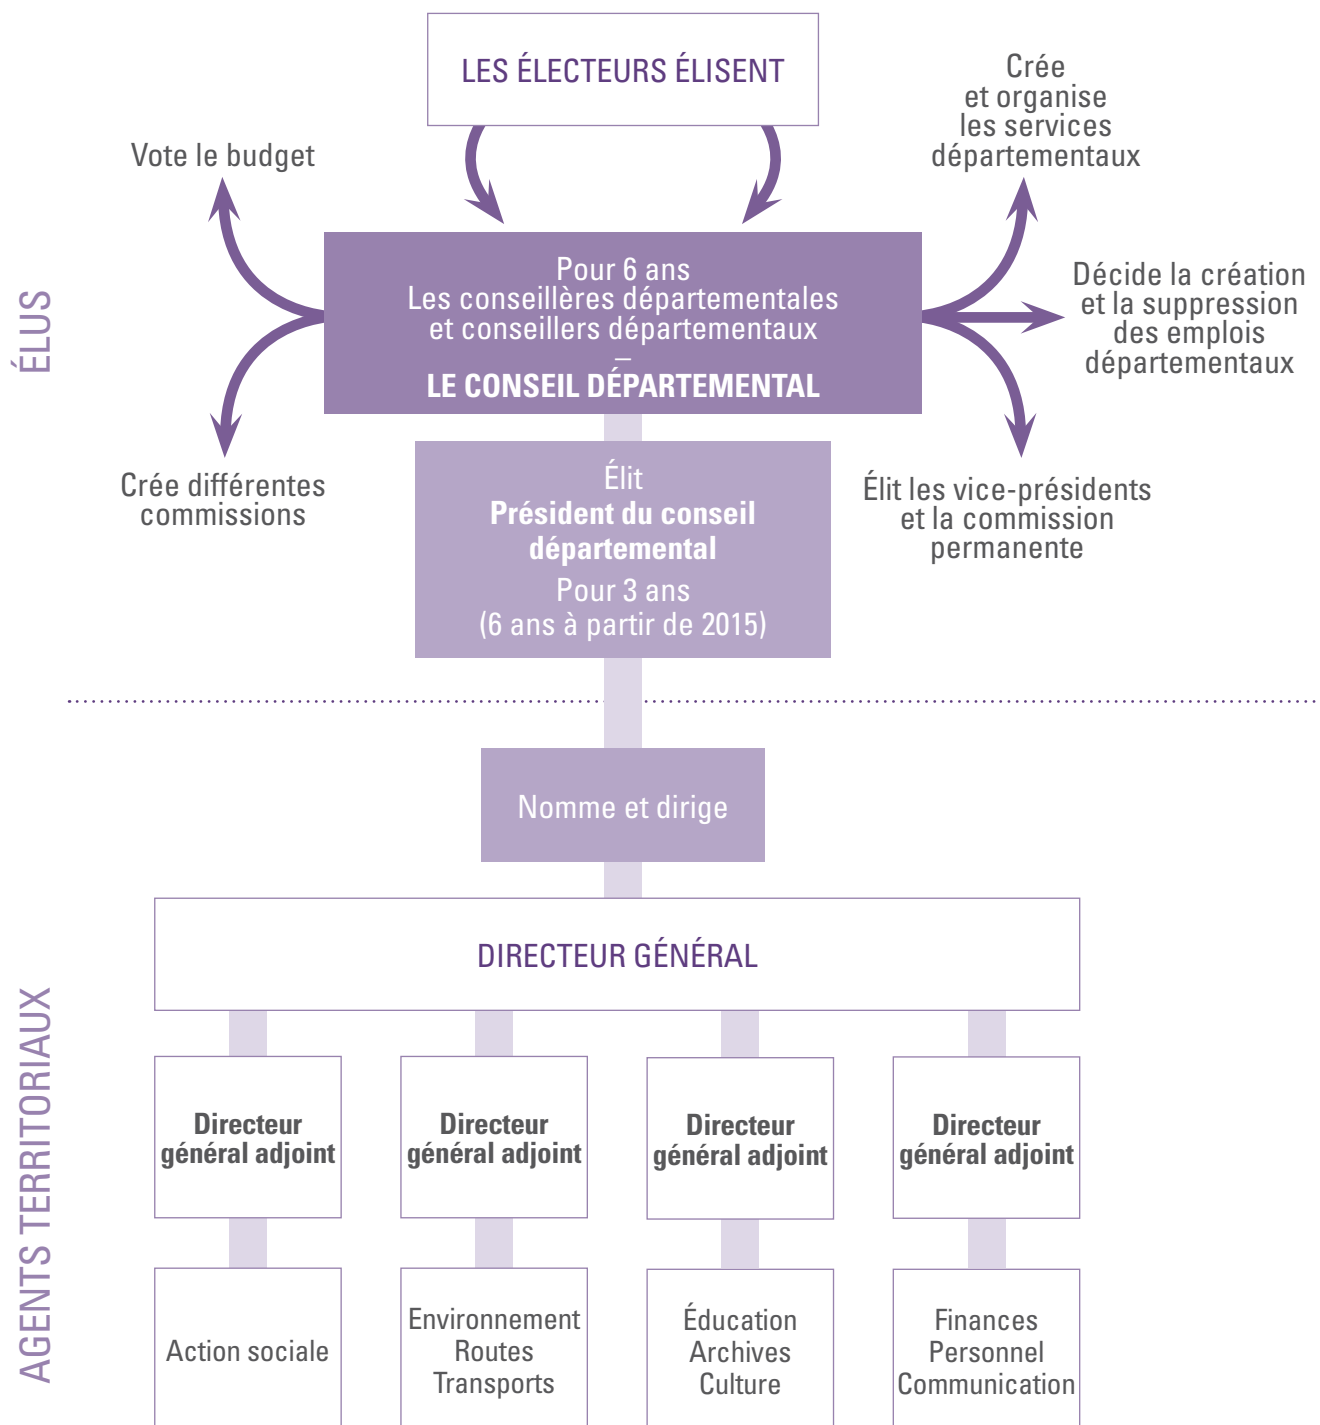 LES ÉLECTEURS ÉLISENT
Vote le budget
Crée
et organise
les services
départementaux
ÉLUS
Pour 6 ans
Les conseillères départementales
et conseillers départementaux
–
LE CONSEIL DÉPARTEMENTAL
Décide la création
et la suppression
des emplois
départementaux
Crée différentes
commissions
Élit
Président du conseil
départemental
Pour 3 ans
(6 ans à partir de 2015)
Élit les vice-présidents
et la commission
permanente
Nomme et dirige
AGENTS TERRITORIAUX
DIRECTEUR GÉNÉRAL
Directeur
général adjoint
Directeur
général adjoint
Directeur
général adjoint
Directeur
général adjoint
Action sociale
Environnement
Routes
Transports
Éducation
Archives
Culture
Finances
Personnel
Communication